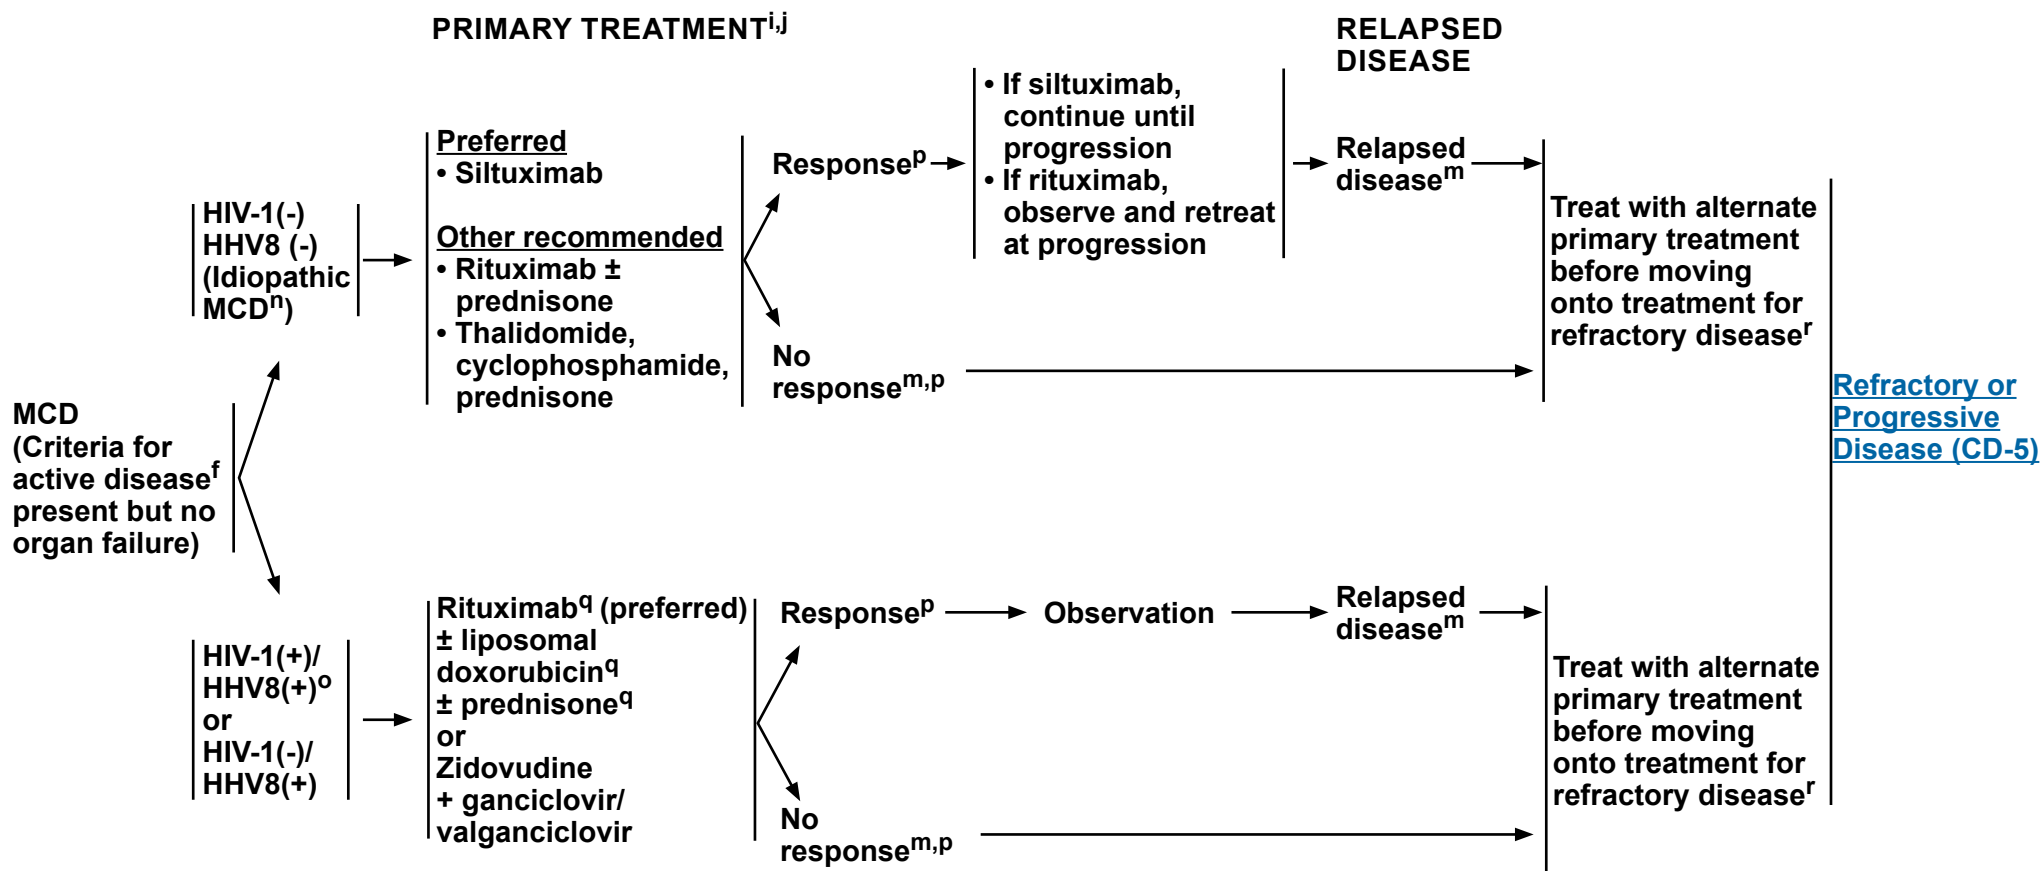 PRIMARY TREATMENTi,j
RELAPSED
DISEASE
MCD
(Criteria for
active diseasef
present but no
organ failure)
HIV-1(-)
HHV8 (-)
(Idiopathic
MCDn)
Preferred
• Siltuximab
Other recommended
• Rituximab ±
prednisone
• Thalidomide,
cyclophosphamide,
prednisone
Responsep
• If siltuximab,
continue until
progression
• If rituximab,
observe and retreat
at progression
Relapsed
diseasem
No
responsem,p
Treat with alternate
primary treatment
before moving
onto treatment for
refractory diseaser
HIV-1(+)/
HHV8(+)o
or
HIV-1(-)/
HHV8(+)
Rituximabq (preferred)
± liposomal
doxorubicinq
± prednisoneq
or
Zidovudine
+ ganciclovir/
valganciclovir
Responsep
Observation
Relapsed
diseasem
No
responsem,p
Treat with alternate
primary treatment
before moving
onto treatment for
refractory diseaser
Refractory or
Progressive
Disease (CD-5)